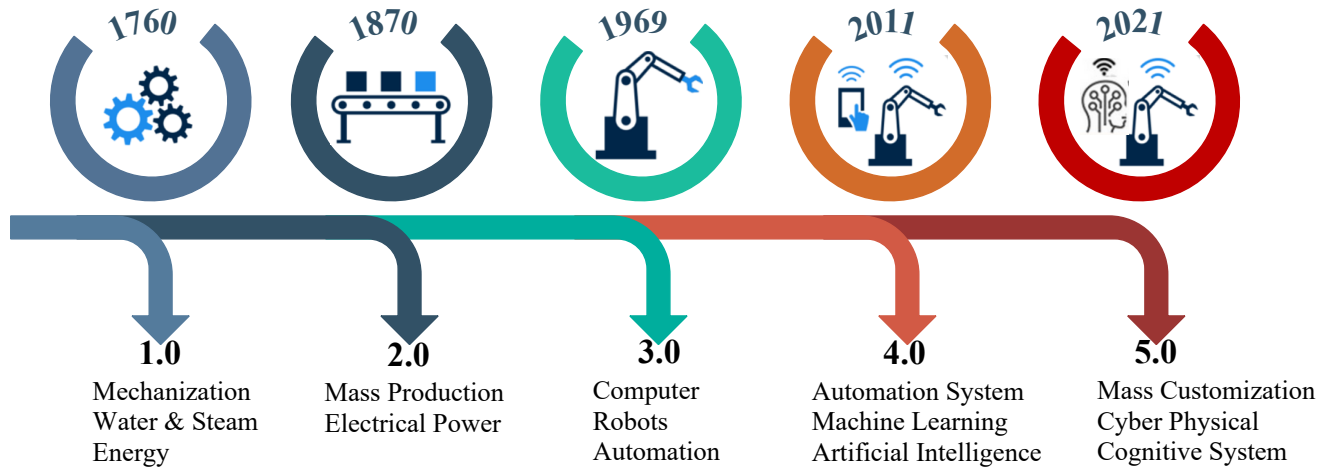 1760
1870
1969
2011
2021
1.0
Mechanization
Water & Steam
Energy
2.0
Mass Production
Electrical Power
3.0
Computer
Robots
Automation
4.0
Automation System
Machine Learning
Artificial Intelligence
5.0
Mass Customization
Cyber Physical
Cognitive System